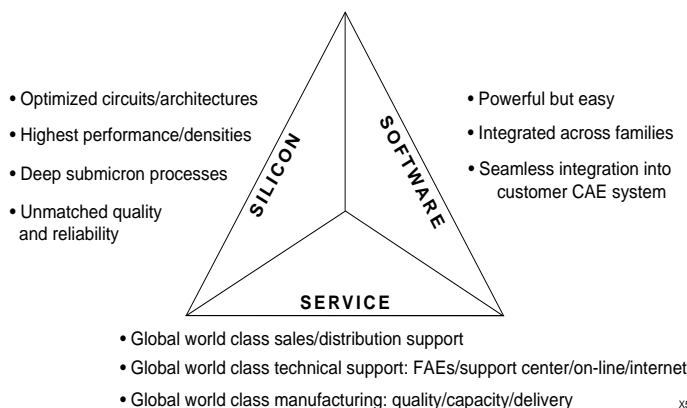 • Optimized circuits/architectures
• Highest performance/densities
• Deep submicron processes
• Unmatched quality
and reliability
SILICON
SOFTWARE
• Powerful but easy
• Integrated across families
• Seamless integration into
customer CAE system
SERVICE
• Global world class sales/distribution support
• Global world class technical support: FAEs/support center/on-line/internet
• Global world class manufacturing: quality/capacity/delivery